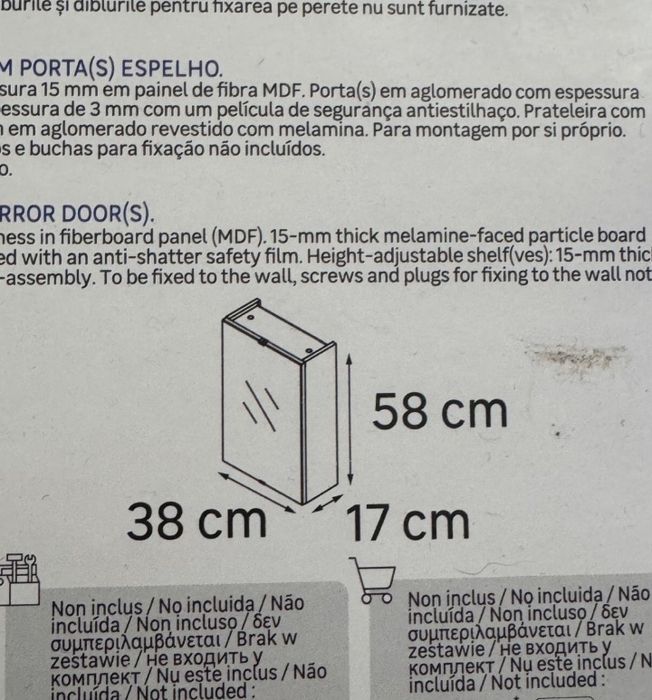 burile și diblurile pentru fixarea pe perete nu sunt furnizate.
M PORTA(S) ESPELHO.
sura 15 mm em painel de fibra MDF. Porta(s) em aglomerado com espessura
essura de 3 mm com um película de segurança antiestilhaço. Prateleira com
em aglomerado revestido com melamina. Para montagem por si próprio.
s e buchas para fixação não incluídos.
o.
RROR DOOR(S).
ness in fiberboard panel (MDF). 15-mm thick melamine-faced particle board
ed with an anti-shatter safety film. Height-adjustable shelf(ves): 15-mm thic
-assembly. To be fixed to the wall, screws and plugs for fixing to the wall not
58 cm
38 cm
17 cm
Non inclus / No incluida / Não
incluída / Non incluso / δεν
συμπεριλαμβάνεται / Brak w
zestawie / не входить у
комплект / Nu este inclus / Não
incluída / Not included :
Non inclus / No incluida / Não
incluída / Non incluso / δεν
συμπεριλαμβάνεται / Brak w
zestawie / не входить у
комплект / Nu este inclus / N
incluída / Not included :